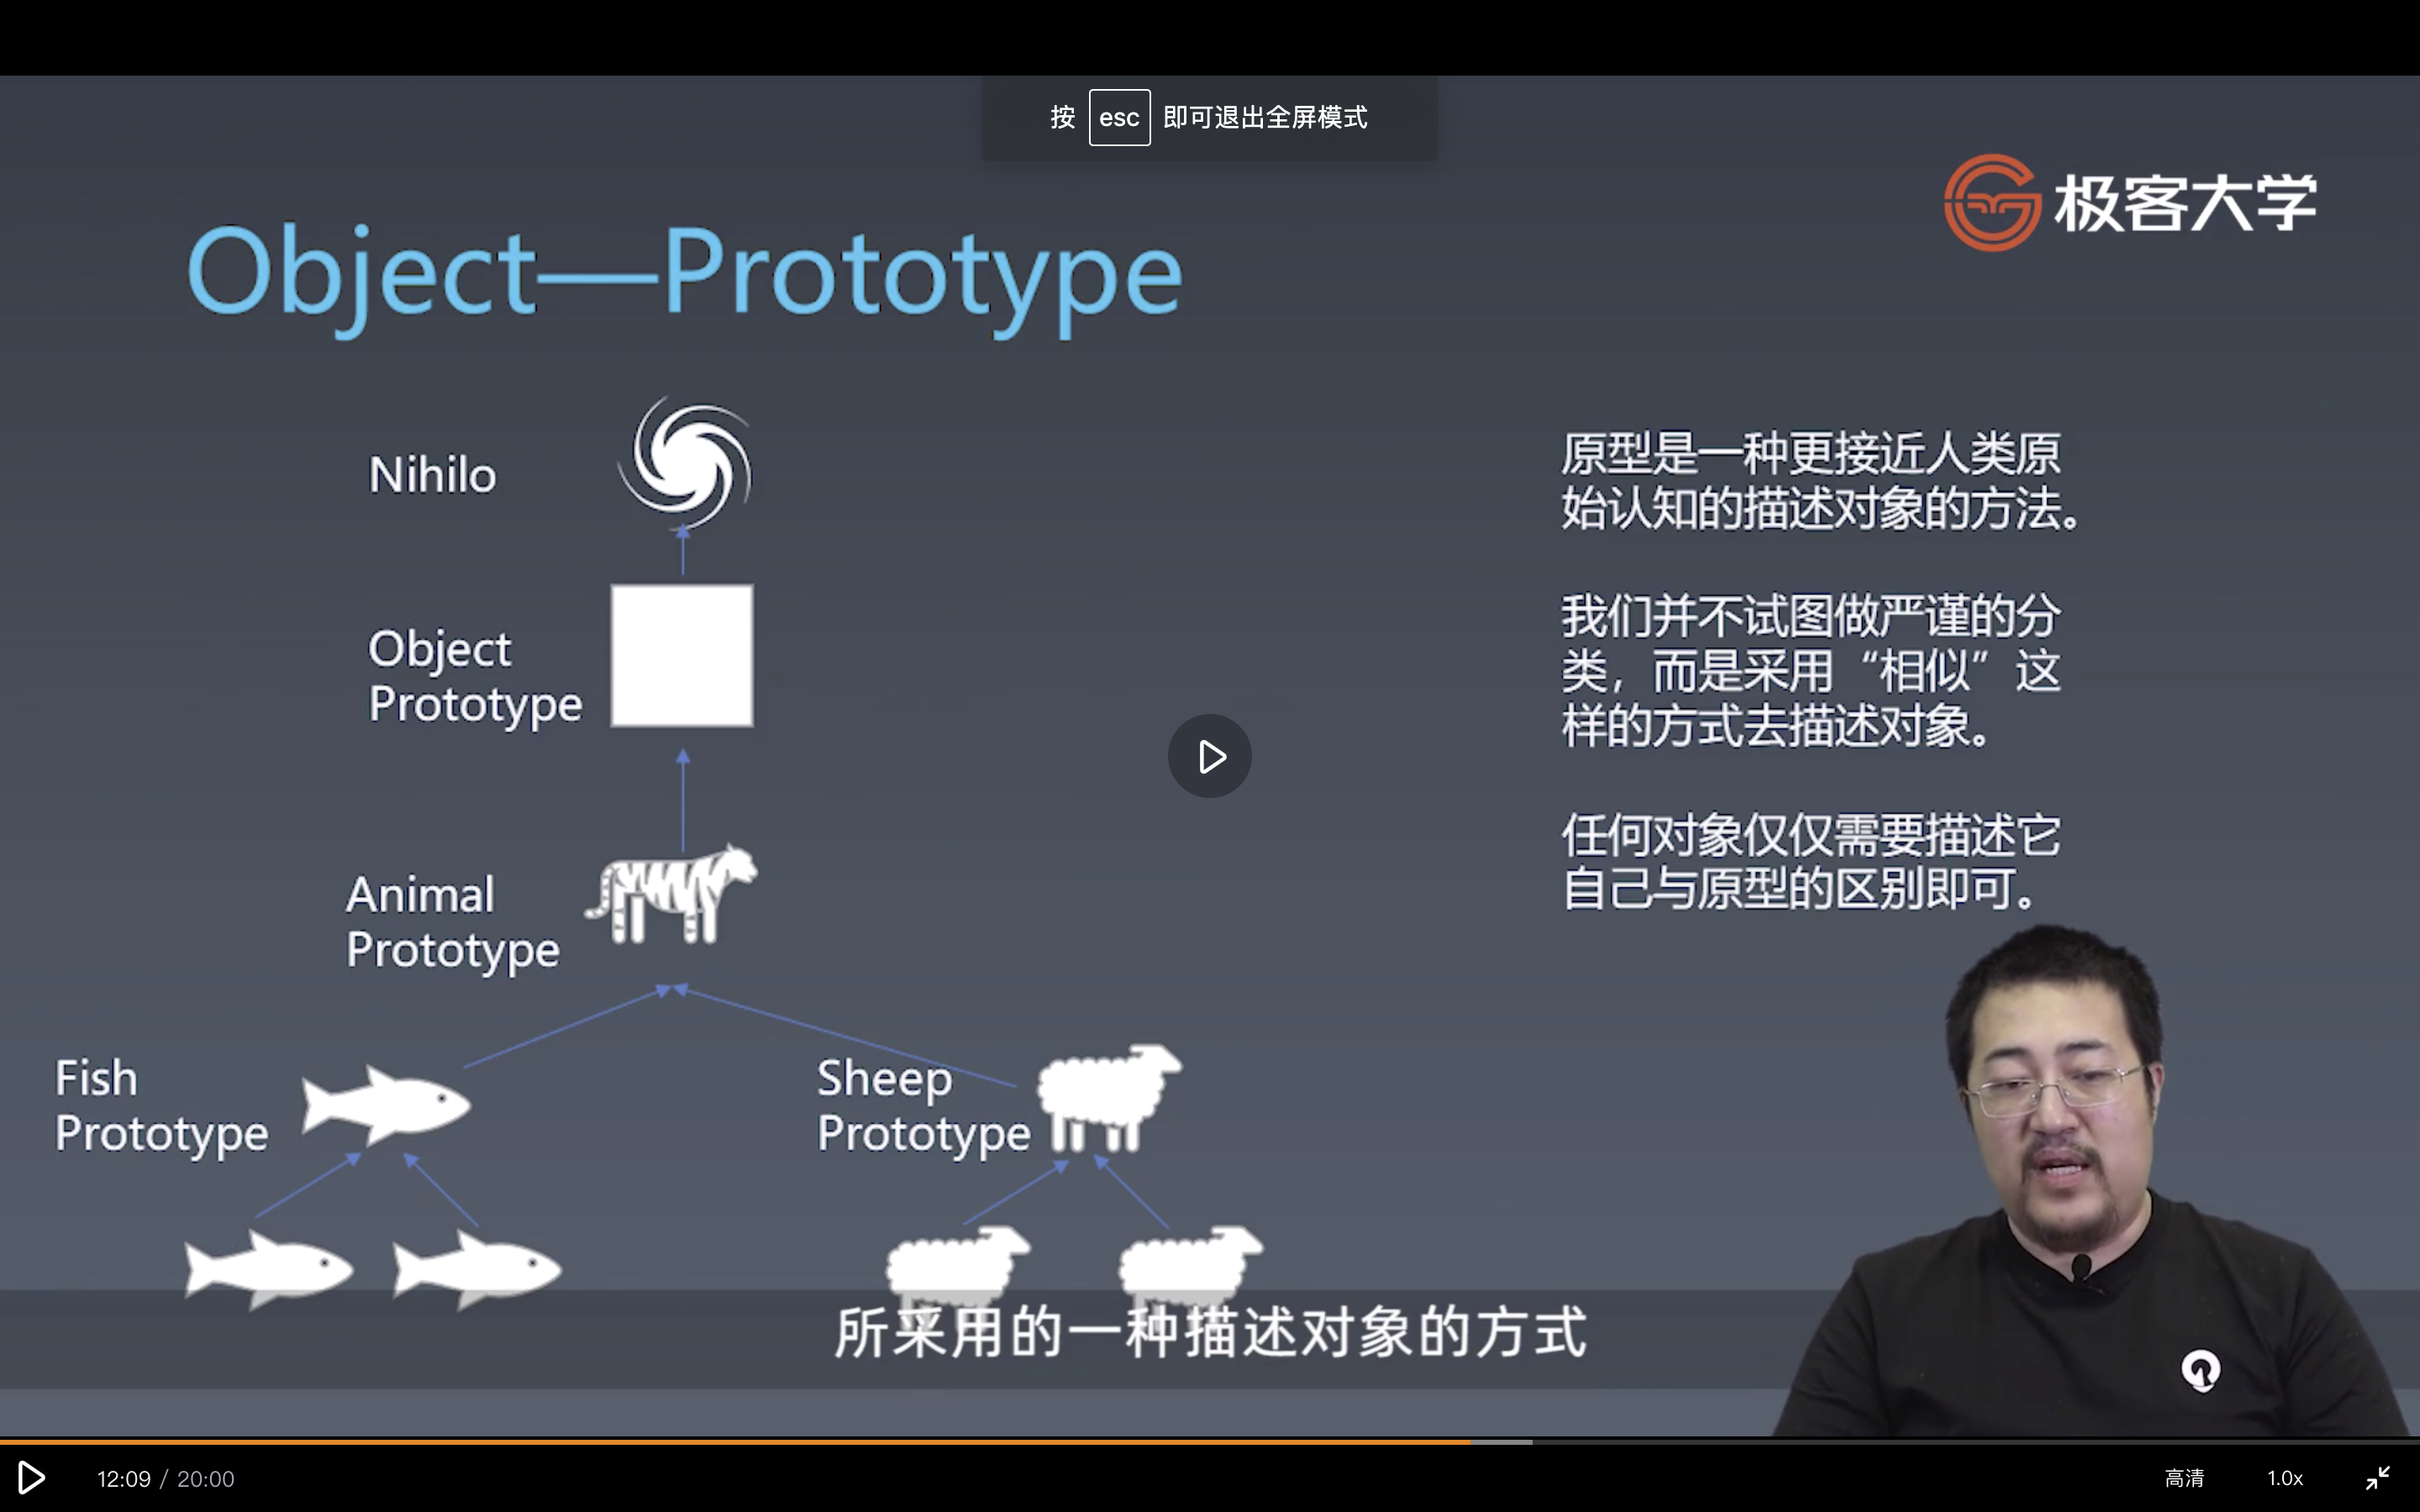 按 esc 即可退出全屏模式
极客大学
Object—Prototype
Nihilo
Object
Prototype
Animal
Prototype
Fish
Prototype
Sheep
Prototype
原型是一种更接近人类原
始认知的描述对象的方法。
我们并不试图做严谨的分
类，而是采用“相似”这
样的方式去描述对象。
任何对象仅仅需要描述它
自己与原型的区别即可。
所采用的一种描述对象的方式
12:09 / 20:00
高清
1.0x